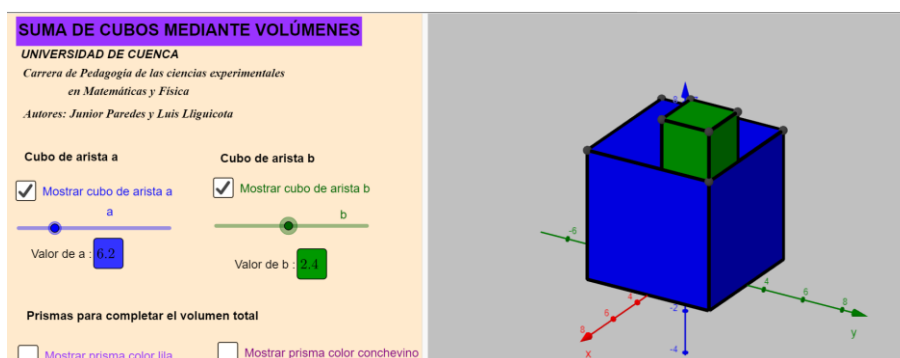 SUMA DE CUBOS MEDIANTE VOLÚMENES
UNIVERSIDAD DE CUENCA
Carrera de Pedagogía de las ciencias experimentales
en Matemáticas y Física
Autores: Junior Paredes y Luis Lliguicota
Cubo de arista a
Cubo de arista b
Mostrar cubo de arista a
Mostrar cubo de arista b
a
b
Valor de a : 6.2
Valor de b : 2.4
Prismas para completar el volumen total
Mostrar prisma color lila
Mostrar prisma color conchevino
-6
4
6
8
y
4
6
8
x
-2
-4